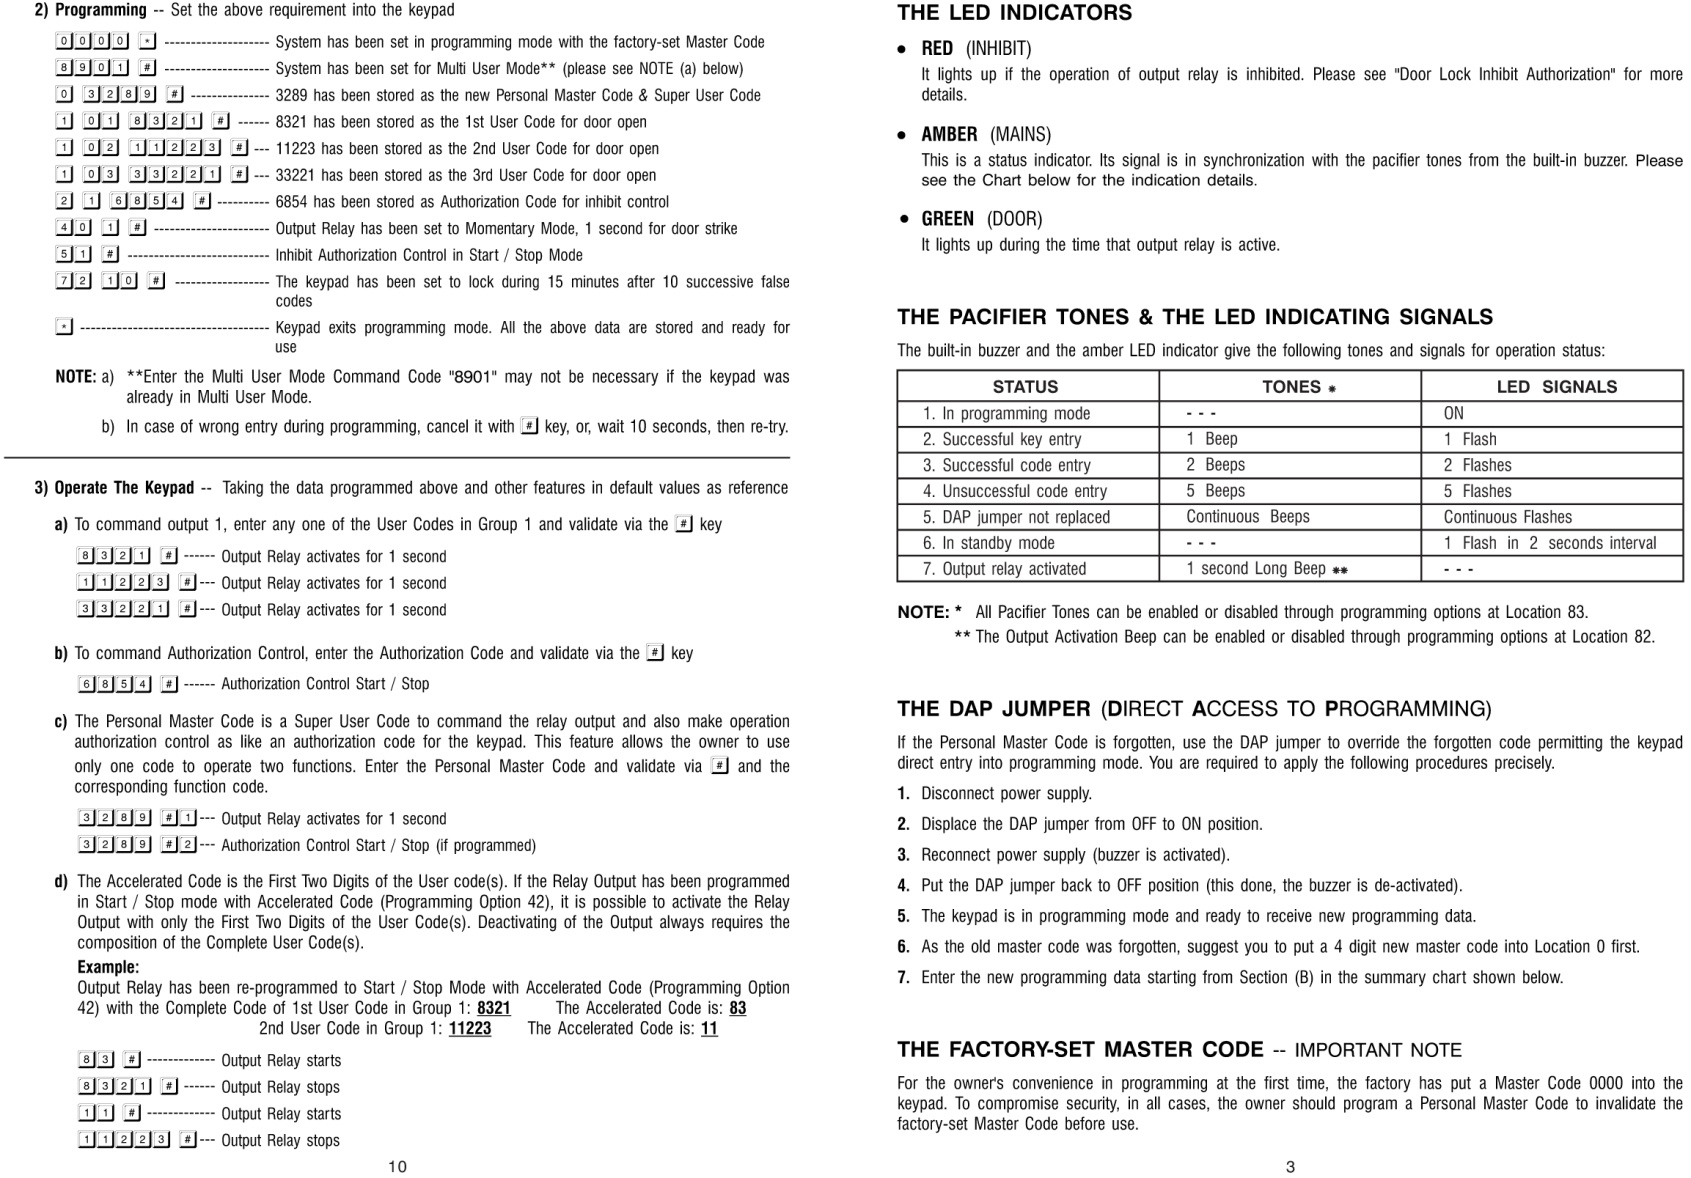 2) Programming -- Set the above requirement into the keypad
0 0 0 0 * -------------------- System has been set in programming mode with the factory-set Master Code
8 9 0 1 # -------------------- System has been set for Multi User Mode** (please see NOTE (a) below)
0 3 2 8 9 # --------------- 3289 has been stored as the new Personal Master Code & Super User Code
1 0 1 8 3 2 1 # ------ 8321 has been stored as the 1st User Code for door open
1 0 2 1 1 2 2 3 # --- 11223 has been stored as the 2nd User Code for door open
1 0 3 3 3 2 2 1 # --- 33221 has been stored as the 3rd User Code for door open
2 1 6 8 5 4 # ---------- 6854 has been stored as Authorization Code for inhibit control
4 0 1 # ---------------------- Output Relay has been set to Momentary Mode, 1 second for door strike
5 1 # --------------------------- Inhibit Authorization Control in Start / Stop Mode
7 2 1 0 # ------------------ The keypad has been set to lock during 15 minutes after 10 successive false
codes
* ------------------------------------ Keypad exits programming mode. All the above data are stored and ready for
use
NOTE: a) **Enter the Multi User Mode Command Code "8901" may not be necessary if the keypad was
already in Multi User Mode.
b) In case of wrong entry during programming, cancel it with # key, or, wait 10 seconds, then re-try.
3) Operate The Keypad -- Taking the data programmed above and other features in default values as reference
a) To command output 1, enter any one of the User Codes in Group 1 and validate via the # key
8 3 2 1 # ------ Output Relay activates for 1 second
1 1 2 2 3 # --- Output Relay activates for 1 second
3 3 2 2 1 # --- Output Relay activates for 1 second
b) To command Authorization Control, enter the Authorization Code and validate via the # key
6 8 5 4 # ------ Authorization Control Start / Stop
c) The Personal Master Code is a Super User Code to command the relay output and also make operation
authorization control as like an authorization code for the keypad. This feature allows the owner to use
only one code to operate two functions. Enter the Personal Master Code and validate via # and the
corresponding function code.
3 2 8 9 # 1 --- Output Relay activates for 1 second
3 2 8 9 # 2 --- Authorization Control Start / Stop (if programmed)
d) The Accelerated Code is the First Two Digits of the User code(s). If the Relay Output has been programmed
in Start / Stop mode with Accelerated Code (Programming Option 42), it is possible to activate the Relay
Output with only the First Two Digits of the User Code(s). Deactivating of the Output always requires the
composition of the Complete User Code(s).
Example:
Output Relay has been re-programmed to Start / Stop Mode with Accelerated Code (Programming Option
42) with the Complete Code of 1st User Code in Group 1: 8321 The Accelerated Code is: 83
2nd User Code in Group 1: 11223 The Accelerated Code is: 11
8 3 # ------------- Output Relay starts
8 3 2 1 # ------ Output Relay stops
1 1 # ------------- Output Relay starts
1 1 2 2 3 # --- Output Relay stops
10
THE LED INDICATORS
● RED (INHIBIT)
It lights up if the operation of output relay is inhibited. Please see "Door Lock Inhibit Authorization" for more
details.
● AMBER (MAINS)
This is a status indicator. Its signal is in synchronization with the pacifier tones from the built-in buzzer. Please
see the Chart below for the indication details.
● GREEN (DOOR)
It lights up during the time that output relay is active.
THE PACIFIER TONES & THE LED INDICATING SIGNALS
The built-in buzzer and the amber LED indicator give the following tones and signals for operation status:
STATUS TONES * LED SIGNALS
1. In programming mode - - - ON
2. Successful key entry 1 Beep 1 Flash
3. Successful code entry 2 Beeps 2 Flashes
4. Unsuccessful code entry 5 Beeps 5 Flashes
5. DAP jumper not replaced Continuous Beeps Continuous Flashes
6. In standby mode - - - 1 Flash in 2 seconds interval
7. Output relay activated 1 second Long Beep ** - - -
NOTE: * All Pacifier Tones can be enabled or disabled through programming options at Location 83.
** The Output Activation Beep can be enabled or disabled through programming options at Location 82.
THE DAP JUMPER (DIRECT ACCESS TO PROGRAMMING)
If the Personal Master Code is forgotten, use the DAP jumper to override the forgotten code permitting the keypad
direct entry into programming mode. You are required to apply the following procedures precisely.
1. Disconnect power supply.
2. Displace the DAP jumper from OFF to ON position.
3. Reconnect power supply (buzzer is activated).
4. Put the DAP jumper back to OFF position (this done, the buzzer is de-activated).
5. The keypad is in programming mode and ready to receive new programming data.
6. As the old master code was forgotten, suggest you to put a 4 digit new master code into Location 0 first.
7. Enter the new programming data starting from Section (B) in the summary chart shown below.
THE FACTORY-SET MASTER CODE -- IMPORTANT NOTE
For the owner's convenience in programming at the first time, the factory has put a Master Code 0000 into the
keypad. To compromise security, in all cases, the owner should program a Personal Master Code to invalidate the
factory-set Master Code before use.
3